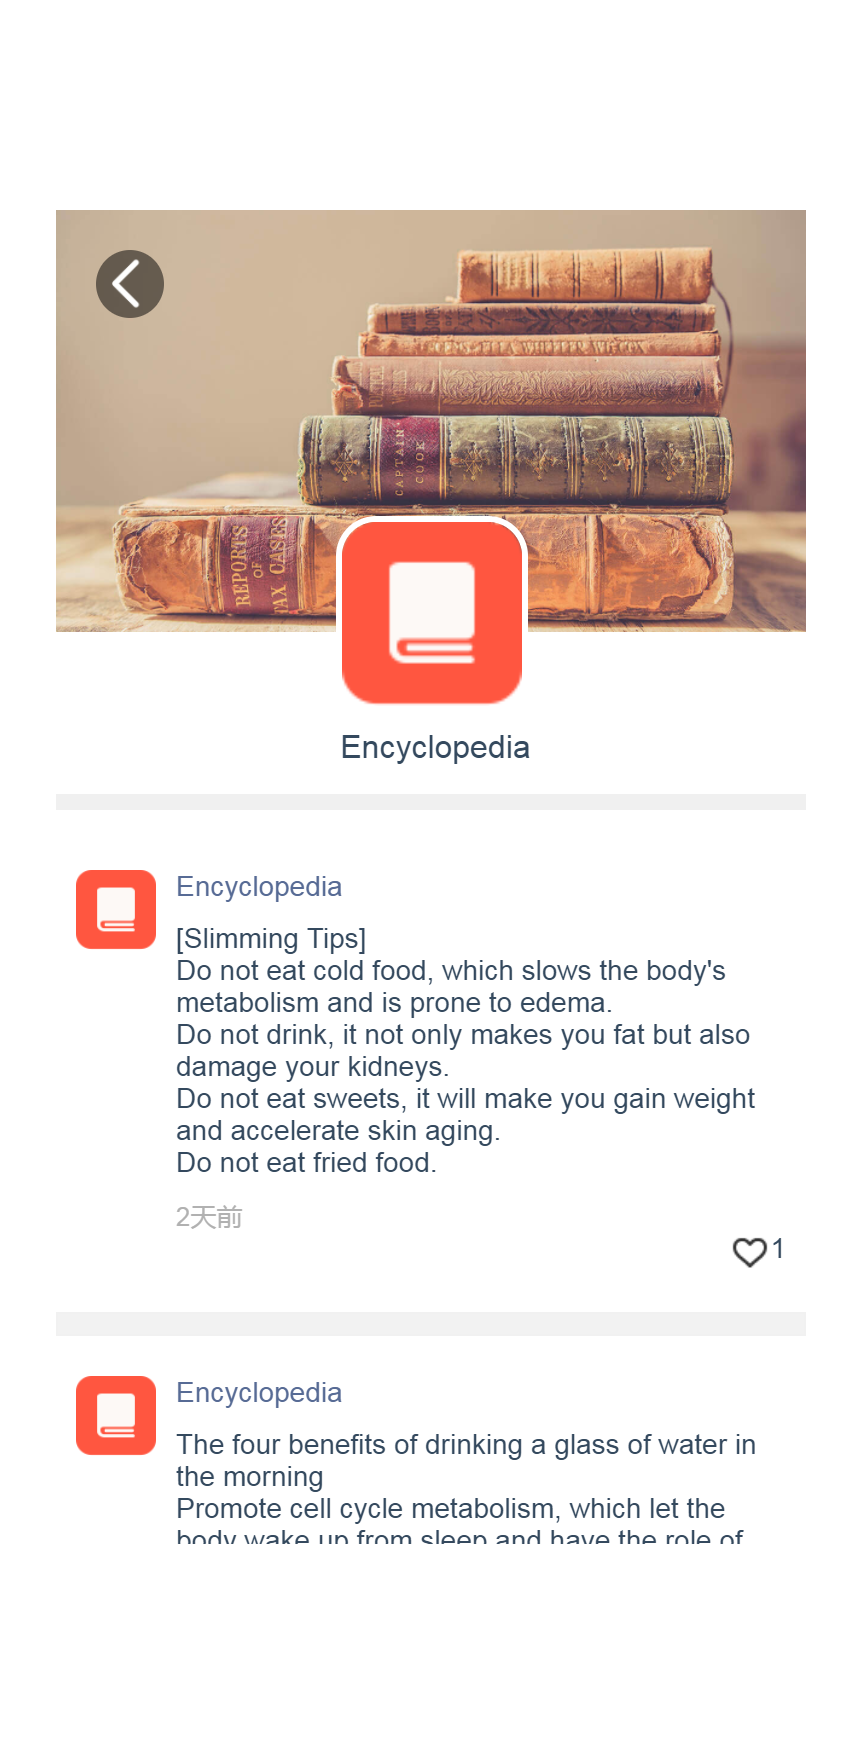 CAPTAIN
COOK
REPORTS
OF
TAX CASES
Encyclopedia
Encyclopedia
[Slimming Tips]
Do not eat cold food, which slows the body's
metabolism and is prone to edema.
Do not drink, it not only makes you fat but also
damage your kidneys.
Do not eat sweets, it will make you gain weight
and accelerate skin aging.
Do not eat fried food.
2天前
1
Encyclopedia
The four benefits of drinking a glass of water in
the morning
Promote cell cycle metabolism, which let the
body wake up from sleep and have the role of